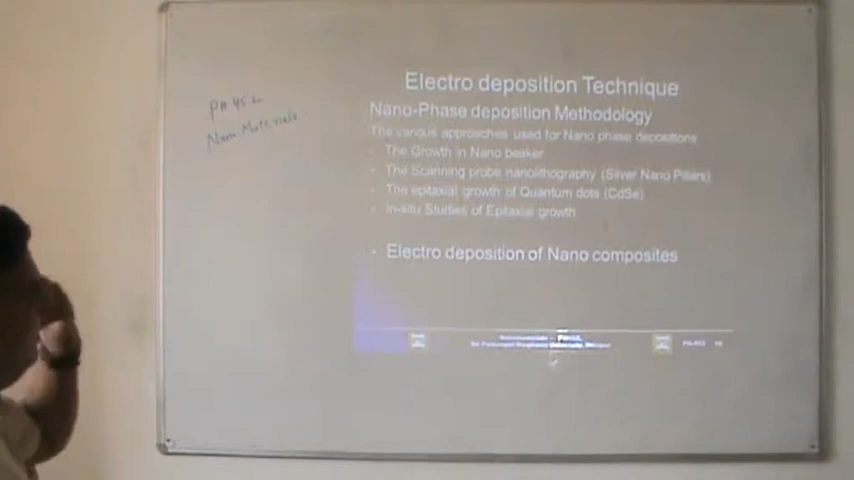 PH 452
Nano Materials
Electro deposition Technique
Nano-Phase deposition Methodology
The various approaches used for Nano phase depositions
- The Growth in Nano beaker
- The Scanning probe nanolithography (Silver Nano Pillars)
- The epitaxial growth of Quantum dots (CdSe)
- In-situ Studies of Epitaxial growth
- Electro deposition of Nano composites